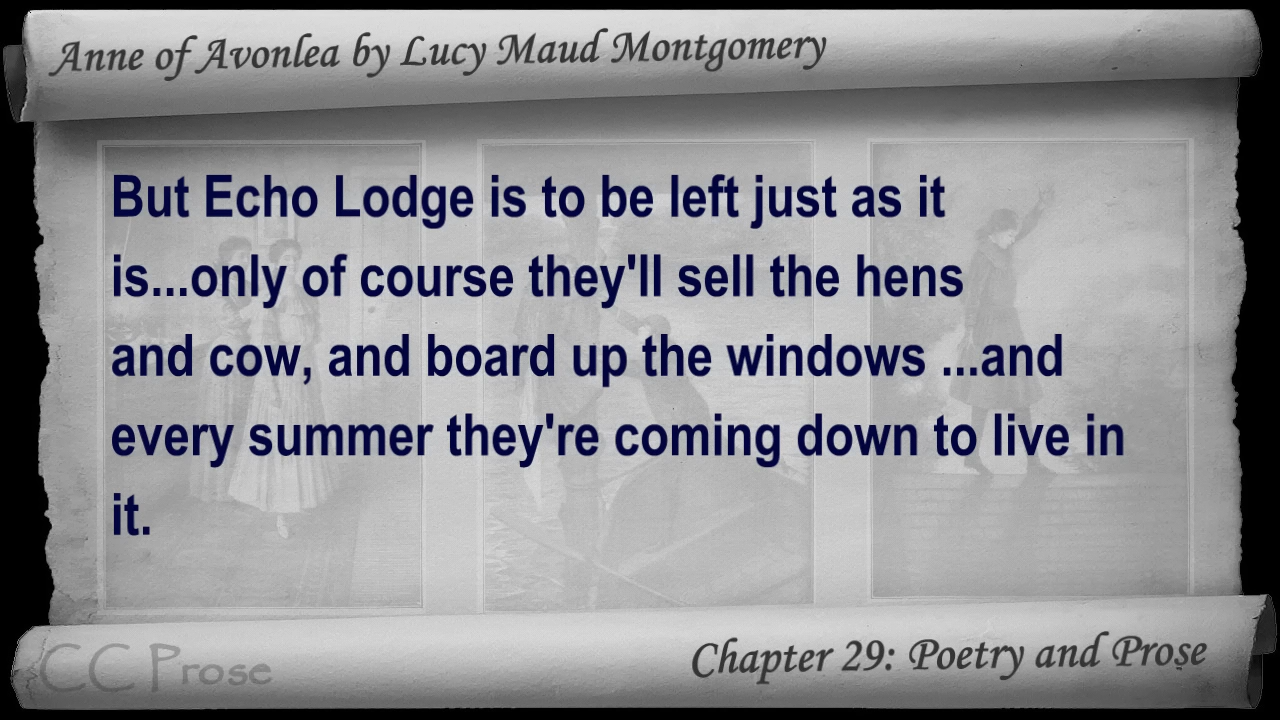 Anne of Avonlea by Lucy Maud Montgomery
But Echo Lodge is to be left just as it
is...only of course they'll sell the hens
and cow, and board up the windows ...and
every summer they're coming down to live in
it.
CC Prose
Chapter 29: Poetry and Prose